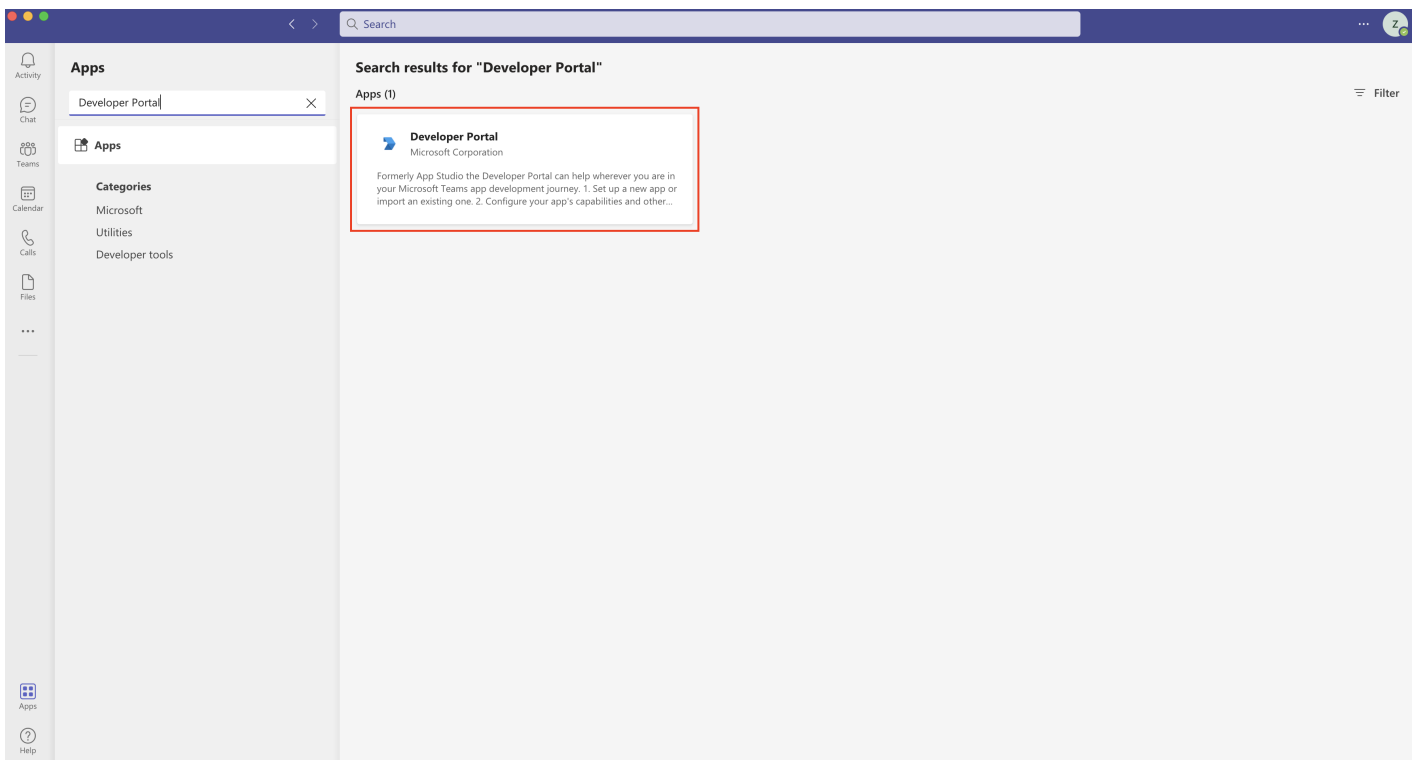 Search
...
Z
Activity
Chat
Teams
Calendar
Calls
Files
...
Apps
Help
Apps
Developer Portal
Apps
Categories
Microsoft
Utilities
Developer tools
Search results for "Developer Portal"
Apps (1)
Filter
Developer Portal
Microsoft Corporation
Formerly App Studio the Developer Portal can help wherever you are in
your Microsoft Teams app development journey. 1. Set up a new app or
import an existing one. 2. Configure your app's capabilities and other...